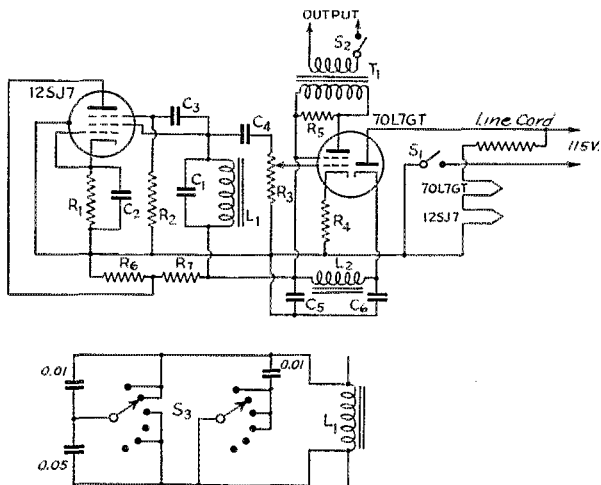 OUTPUT
S2
T1
12SJ7
C3
C4
R5
70L7GT
Line Cord
S1
115V.
R1
C2
R2
C1
L1
R3
R4
70L7GT
12SJ7
R6
R7
L2
C5
C6
0.01
0.01
S3
L1
0.05